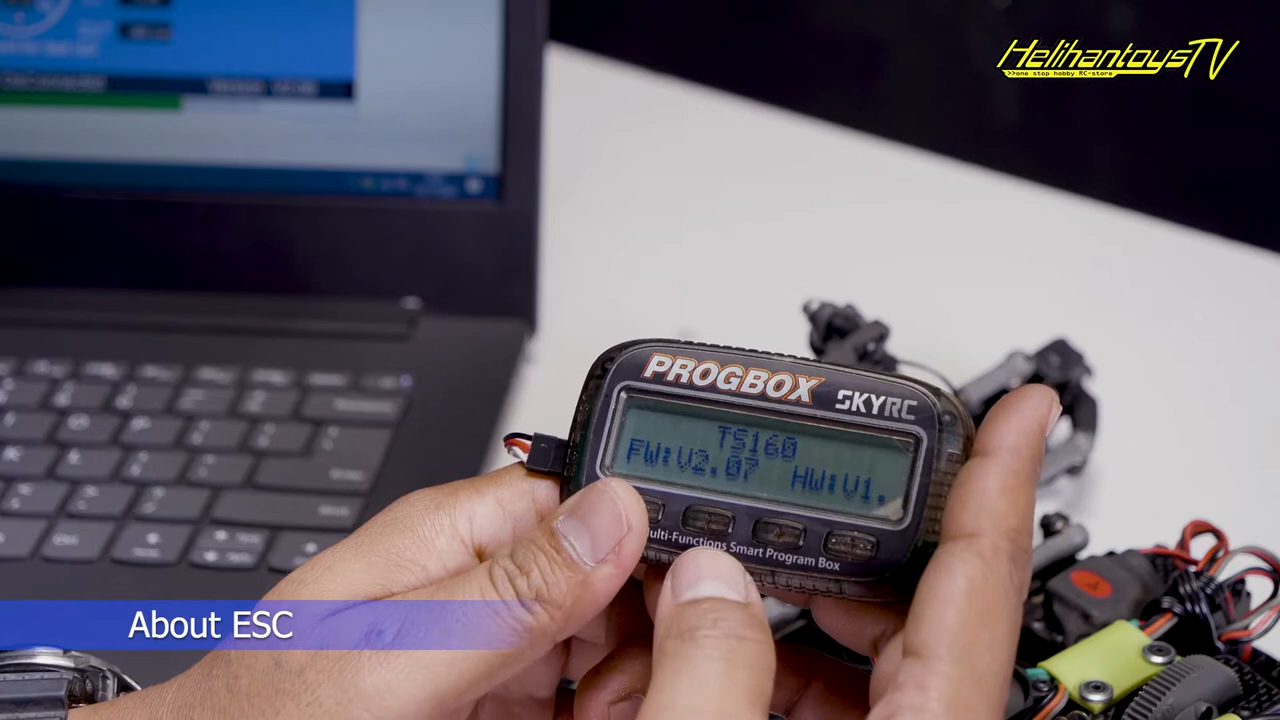 HelihantoysTV
>>one stop hobby RC-store
PROGBOX SKYRC
TS160
FW:V2.07 HW:V1.
ulti-Functions Smart Program Box
About ESC